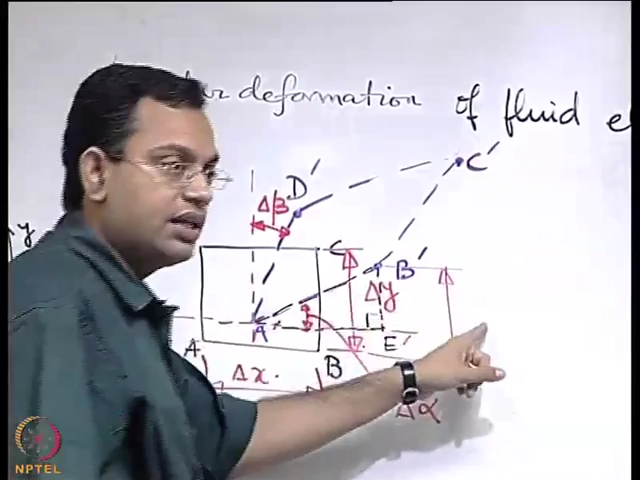 deformation of fluid
C'
D'
Δβ
y
C
B'
Δy
A'
E'
A
B
Δx
Δα
NPTEL